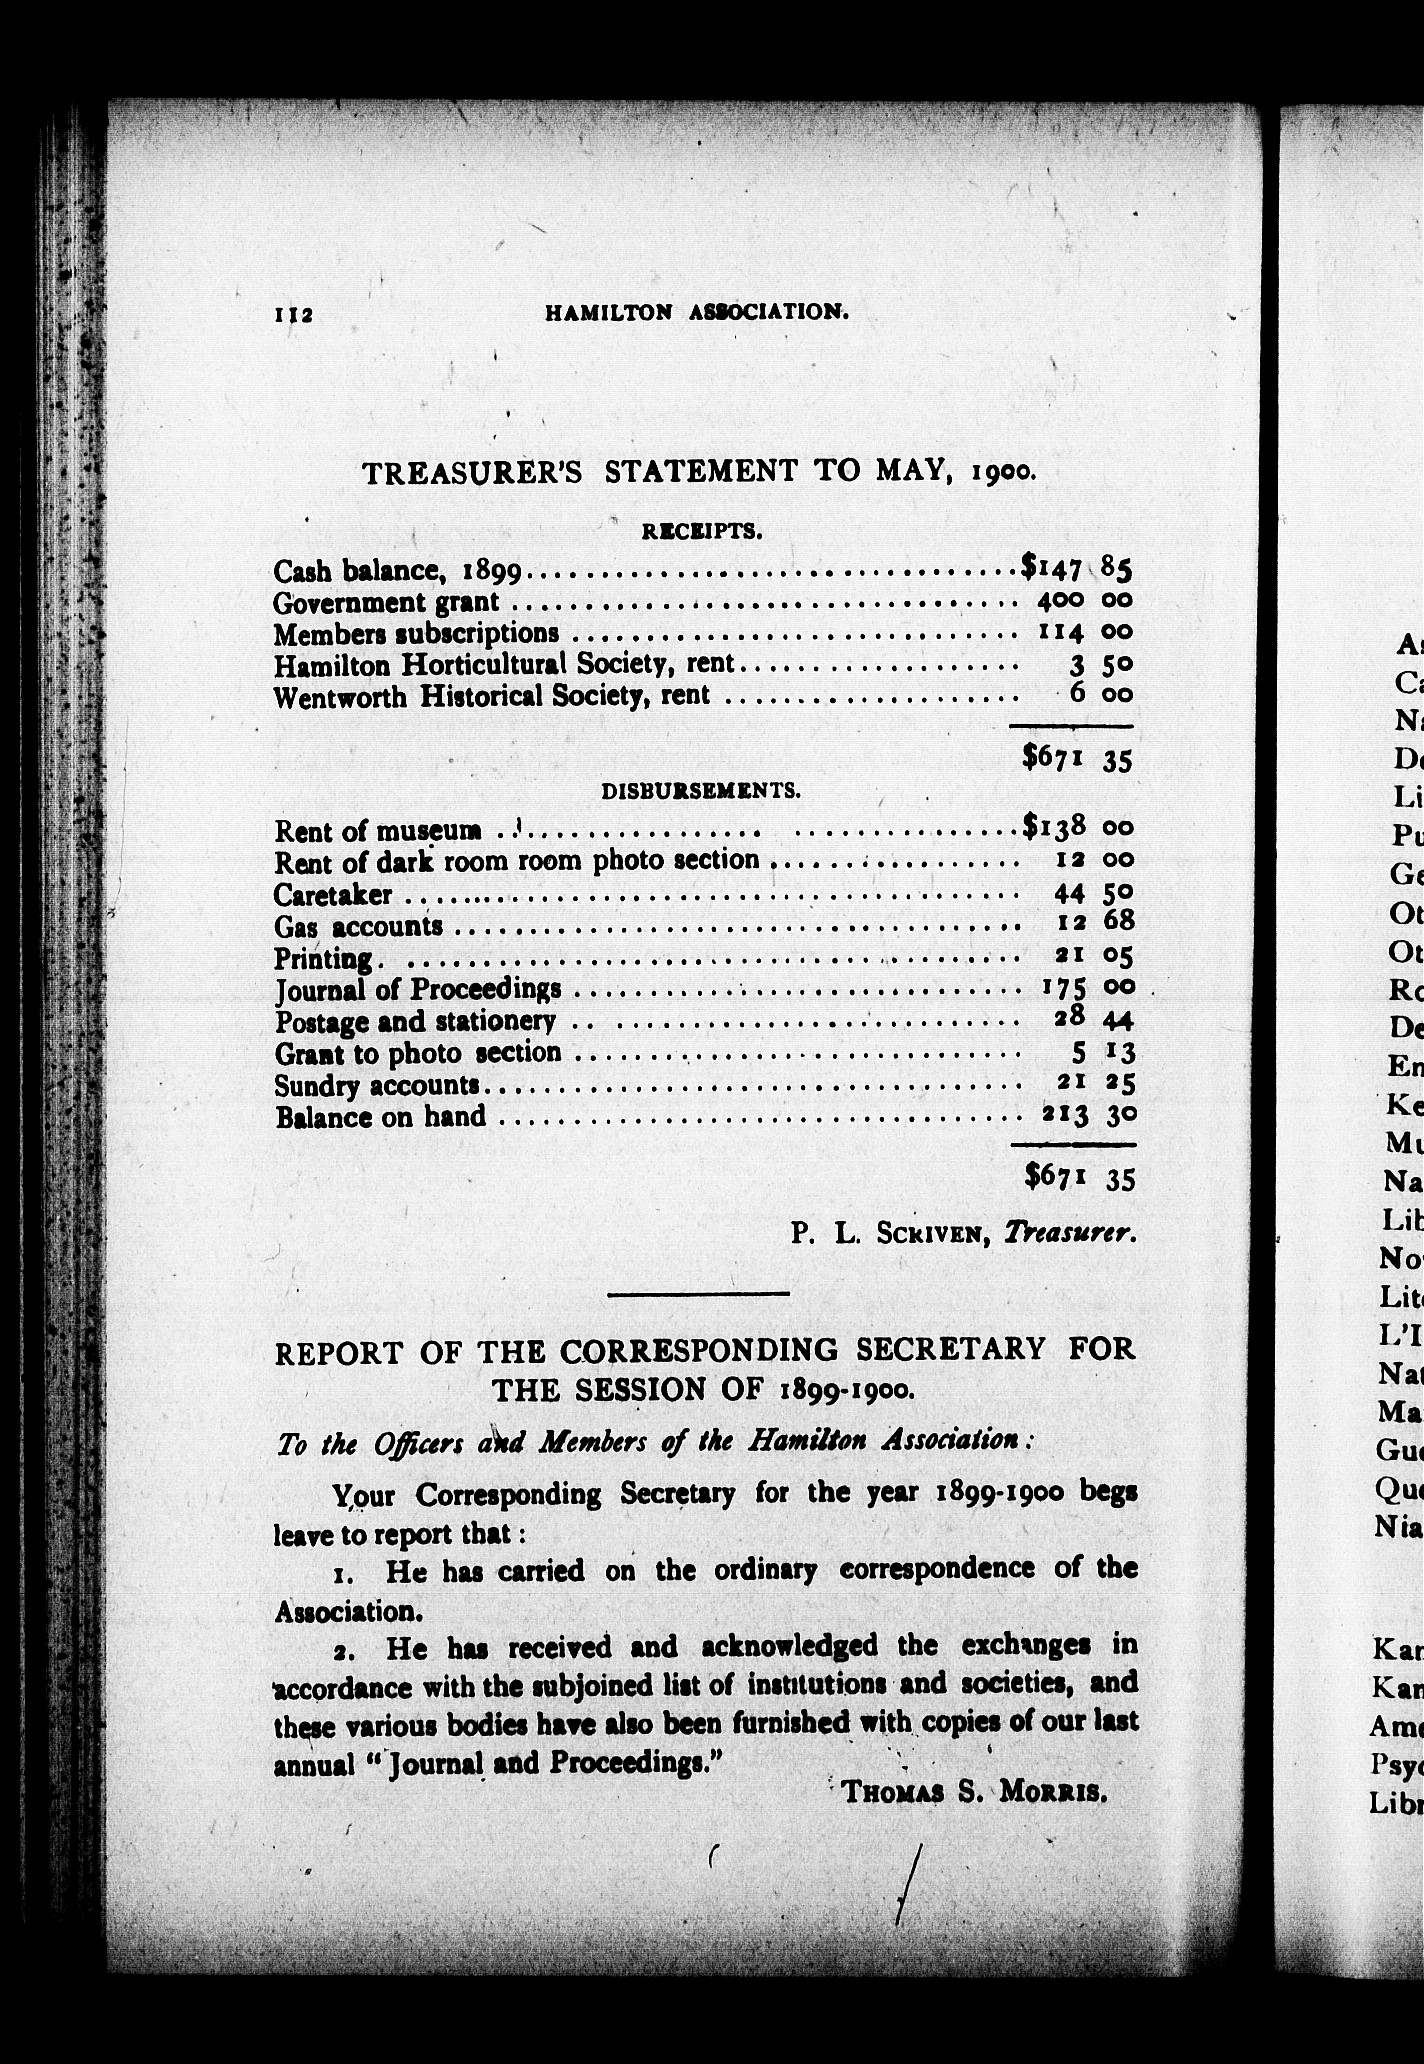 112 HAMILTON ASSOCIATION.
TREASURER'S STATEMENT TO MAY, 1900.
RECEIPTS.
Cash balance, 1899..................................$147 85
Government grant .................................. 400 00
Members subscriptions .............................. 114 00
Hamilton Horticultural Society, rent................... 3 50
Wentworth Historical Society, rent .................... 6 00
$671 35
DISBURSEMENTS.
Rent of museum .................. ................$138 00
Rent of dark room room photo section ................. 12 00
Caretaker .......................................... 44 50
Gas accounts ...................................... 12 68
Printing. .......................................... 21 05
Journal of Proceedings .............................. 175 00
Postage and stationery .. ............................ 28 44
Grant to photo section .............................. 5 13
Sundry accounts..................................... 21 25
Balance on hand ................................... 213 30
$671 35
P. L. SCRIVEN, Treasurer.
REPORT OF THE CORRESPONDING SECRETARY FOR
THE SESSION OF 1899-1900.
To the Officers and Members of the Hamilton Association:
Your Corresponding Secretary for the year 1899-1900 begs
leave to report that:
1. He has carried on the ordinary correspondence of the
Association.
2. He has received and acknowledged the exchanges in
accordance with the subjoined list of institutions and societies, and
these various bodies have also been furnished with copies of our last
annual "Journal and Proceedings."
THOMAS S. MORRIS.